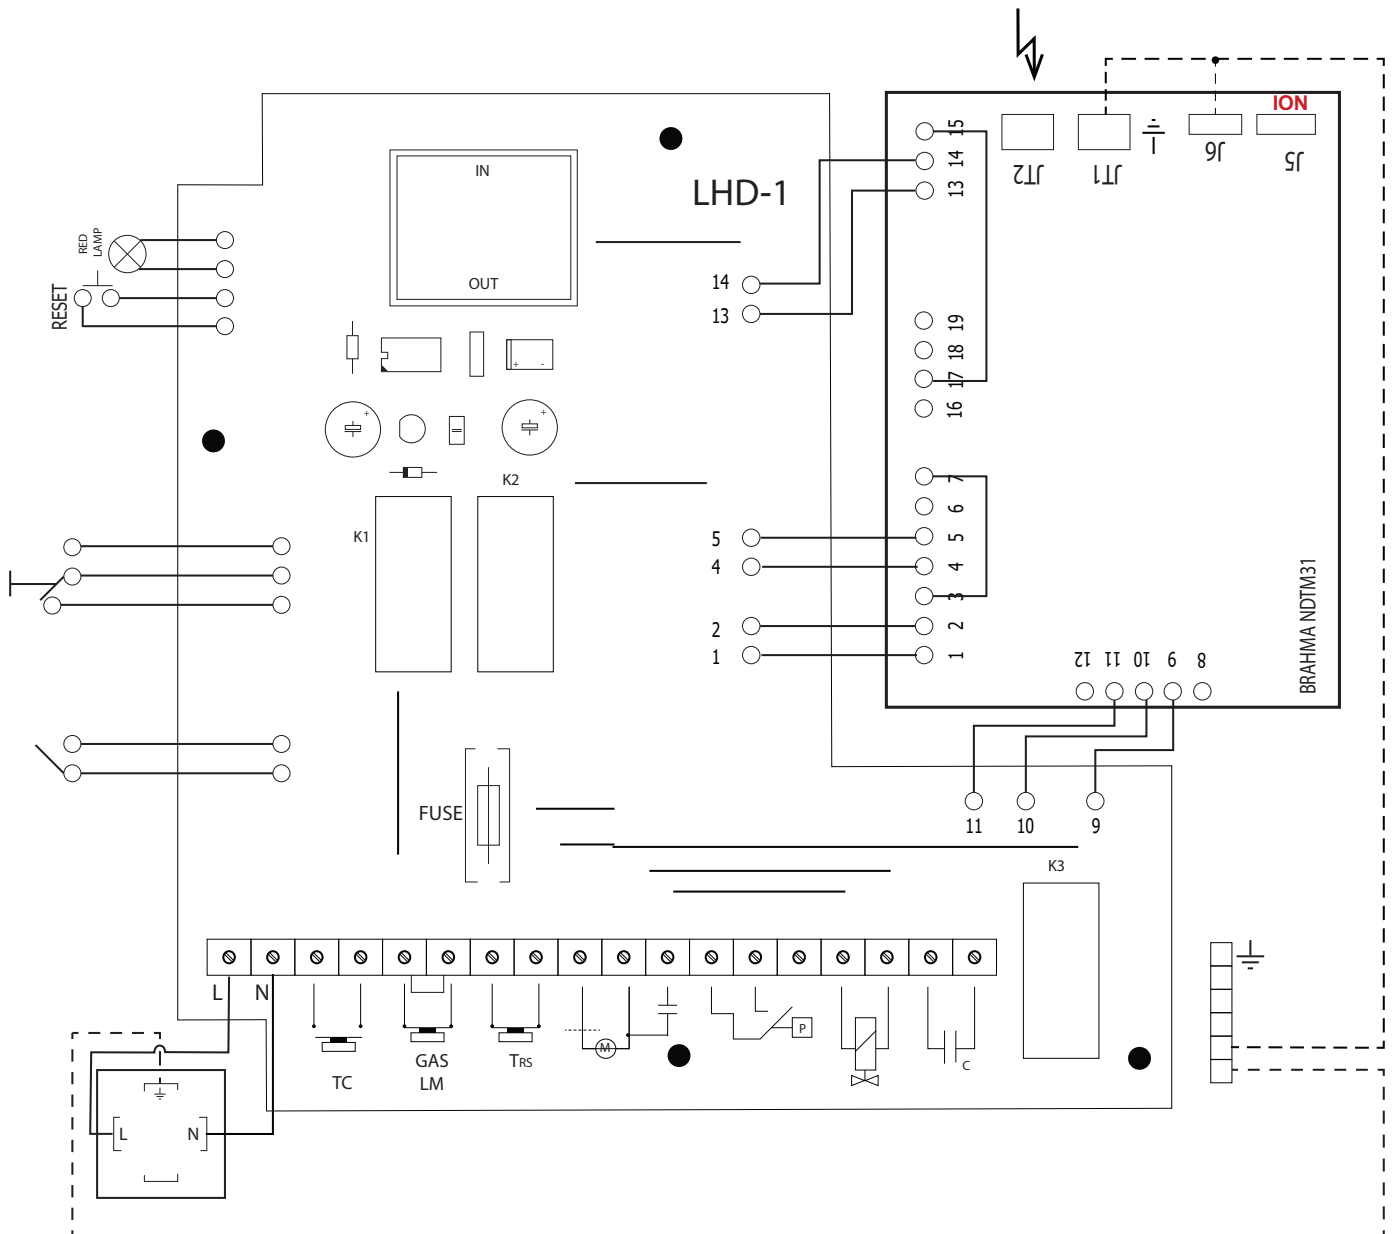 ION
15
14
13
JT2
JT1
J6
J5
IN
OUT
LHD-1
RED
LAMP
RESET
14
13
19
18
17
16
+
-
+
+
K2
K1
7
6
5
4
3
2
1
5
4
2
1
BRAHMA NDTM31
12
11
10
9
8
FUSE
11
10
9
K3
L
N
TC
GAS
LM
TRS
M
P
C
L
N